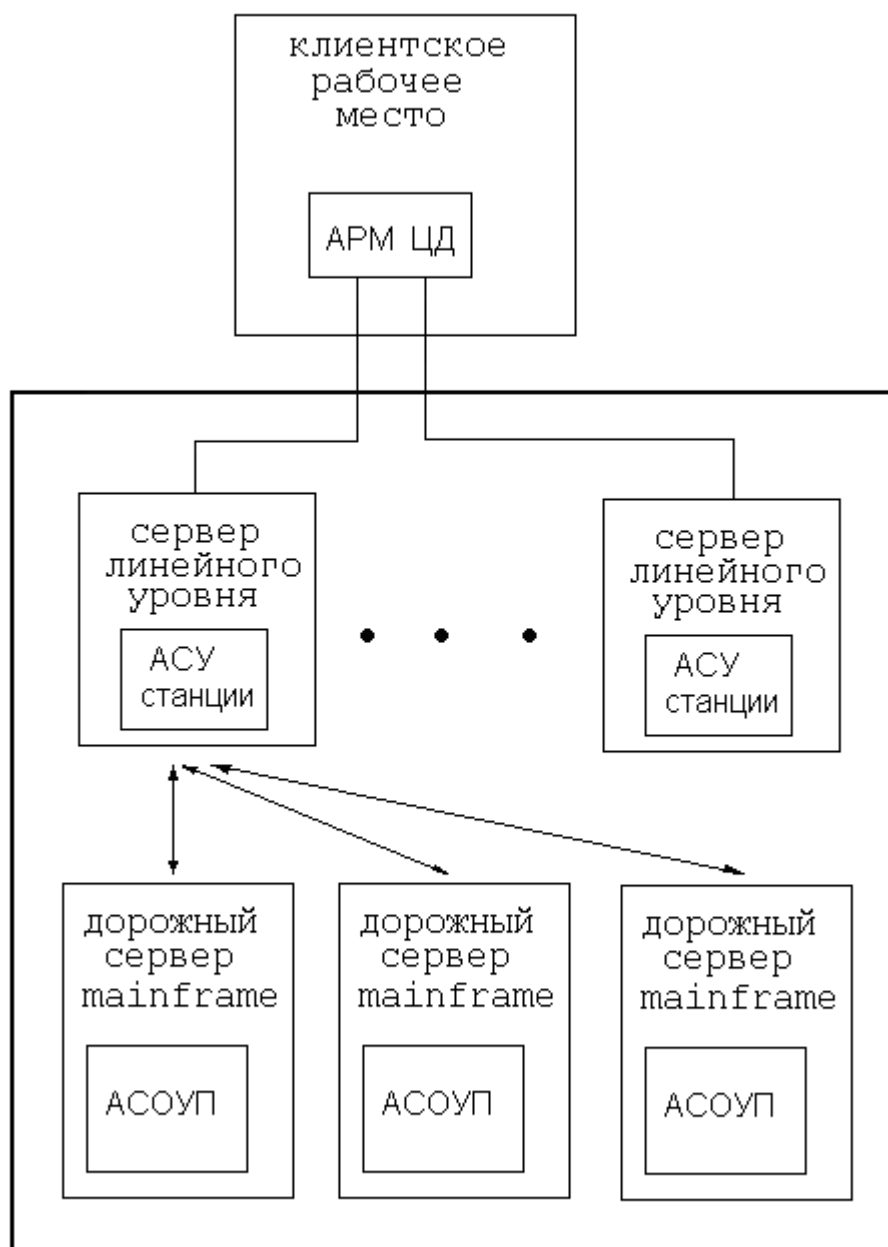 клиентское
рабочее
место
АРМ ЦД
сервер
линейного
уровня
АСУ
станции
сервер
линейного
уровня
АСУ
станции
дорожный
сервер
mainframe
АСОУП
дорожный
сервер
mainframe
АСОУП
дорожный
сервер
mainframe
АСОУП